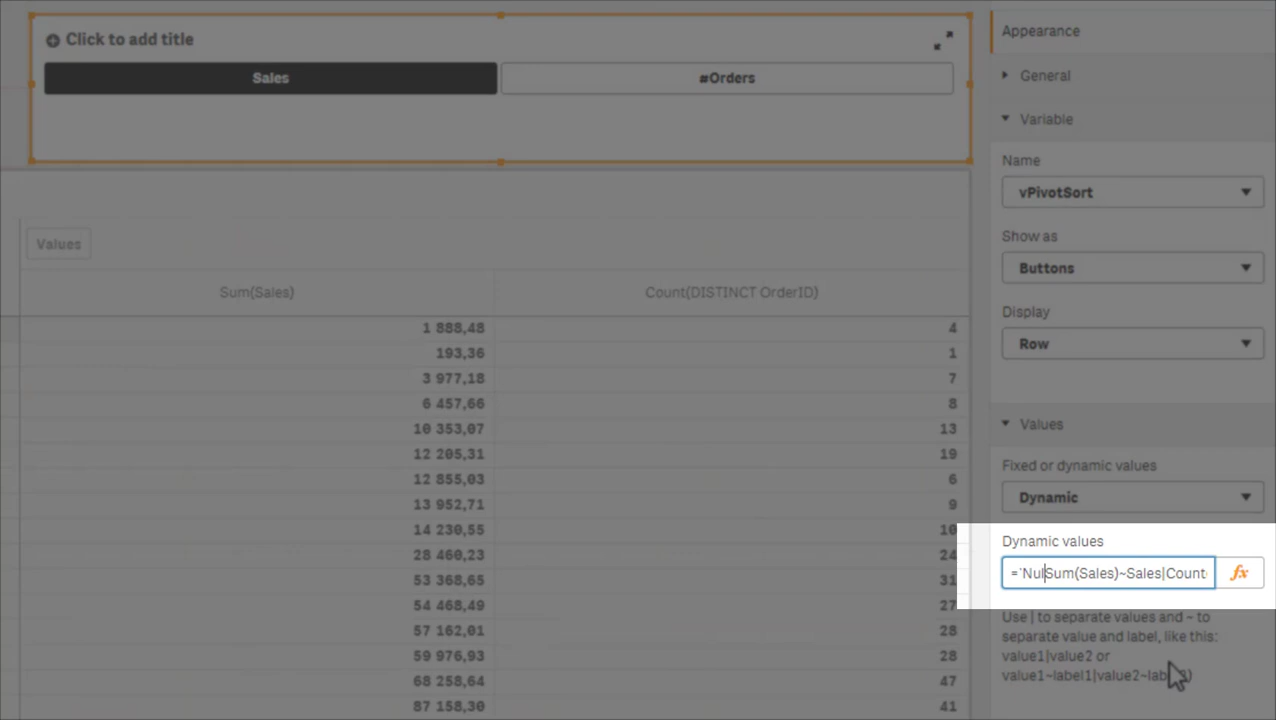 Click to add title
Sales
#Orders
Values
Sum(Sales)
Count(DISTINCT OrderID)
1 888,48
4
193,36
1
3 977,18
7
6 457,66
8
10 353,07
13
12 205,31
19
12 855,03
6
13 952,71
9
14 230,55
10
28 460,23
24
53 368,65
31
54 468,49
27
57 162,01
28
59 976,93
28
68 258,64
47
87 158,30
41
Appearance
General
Variable
Name
vPivotSort
Show as
Buttons
Display
Row
Values
Fixed or dynamic values
Dynamic
Dynamic values
=`NulSum(Sales)~Sales|Count(
fx
Use | to separate values and ~ to
separate value and label, like this:
value1|value2 or
value1~label1|value2~label2)